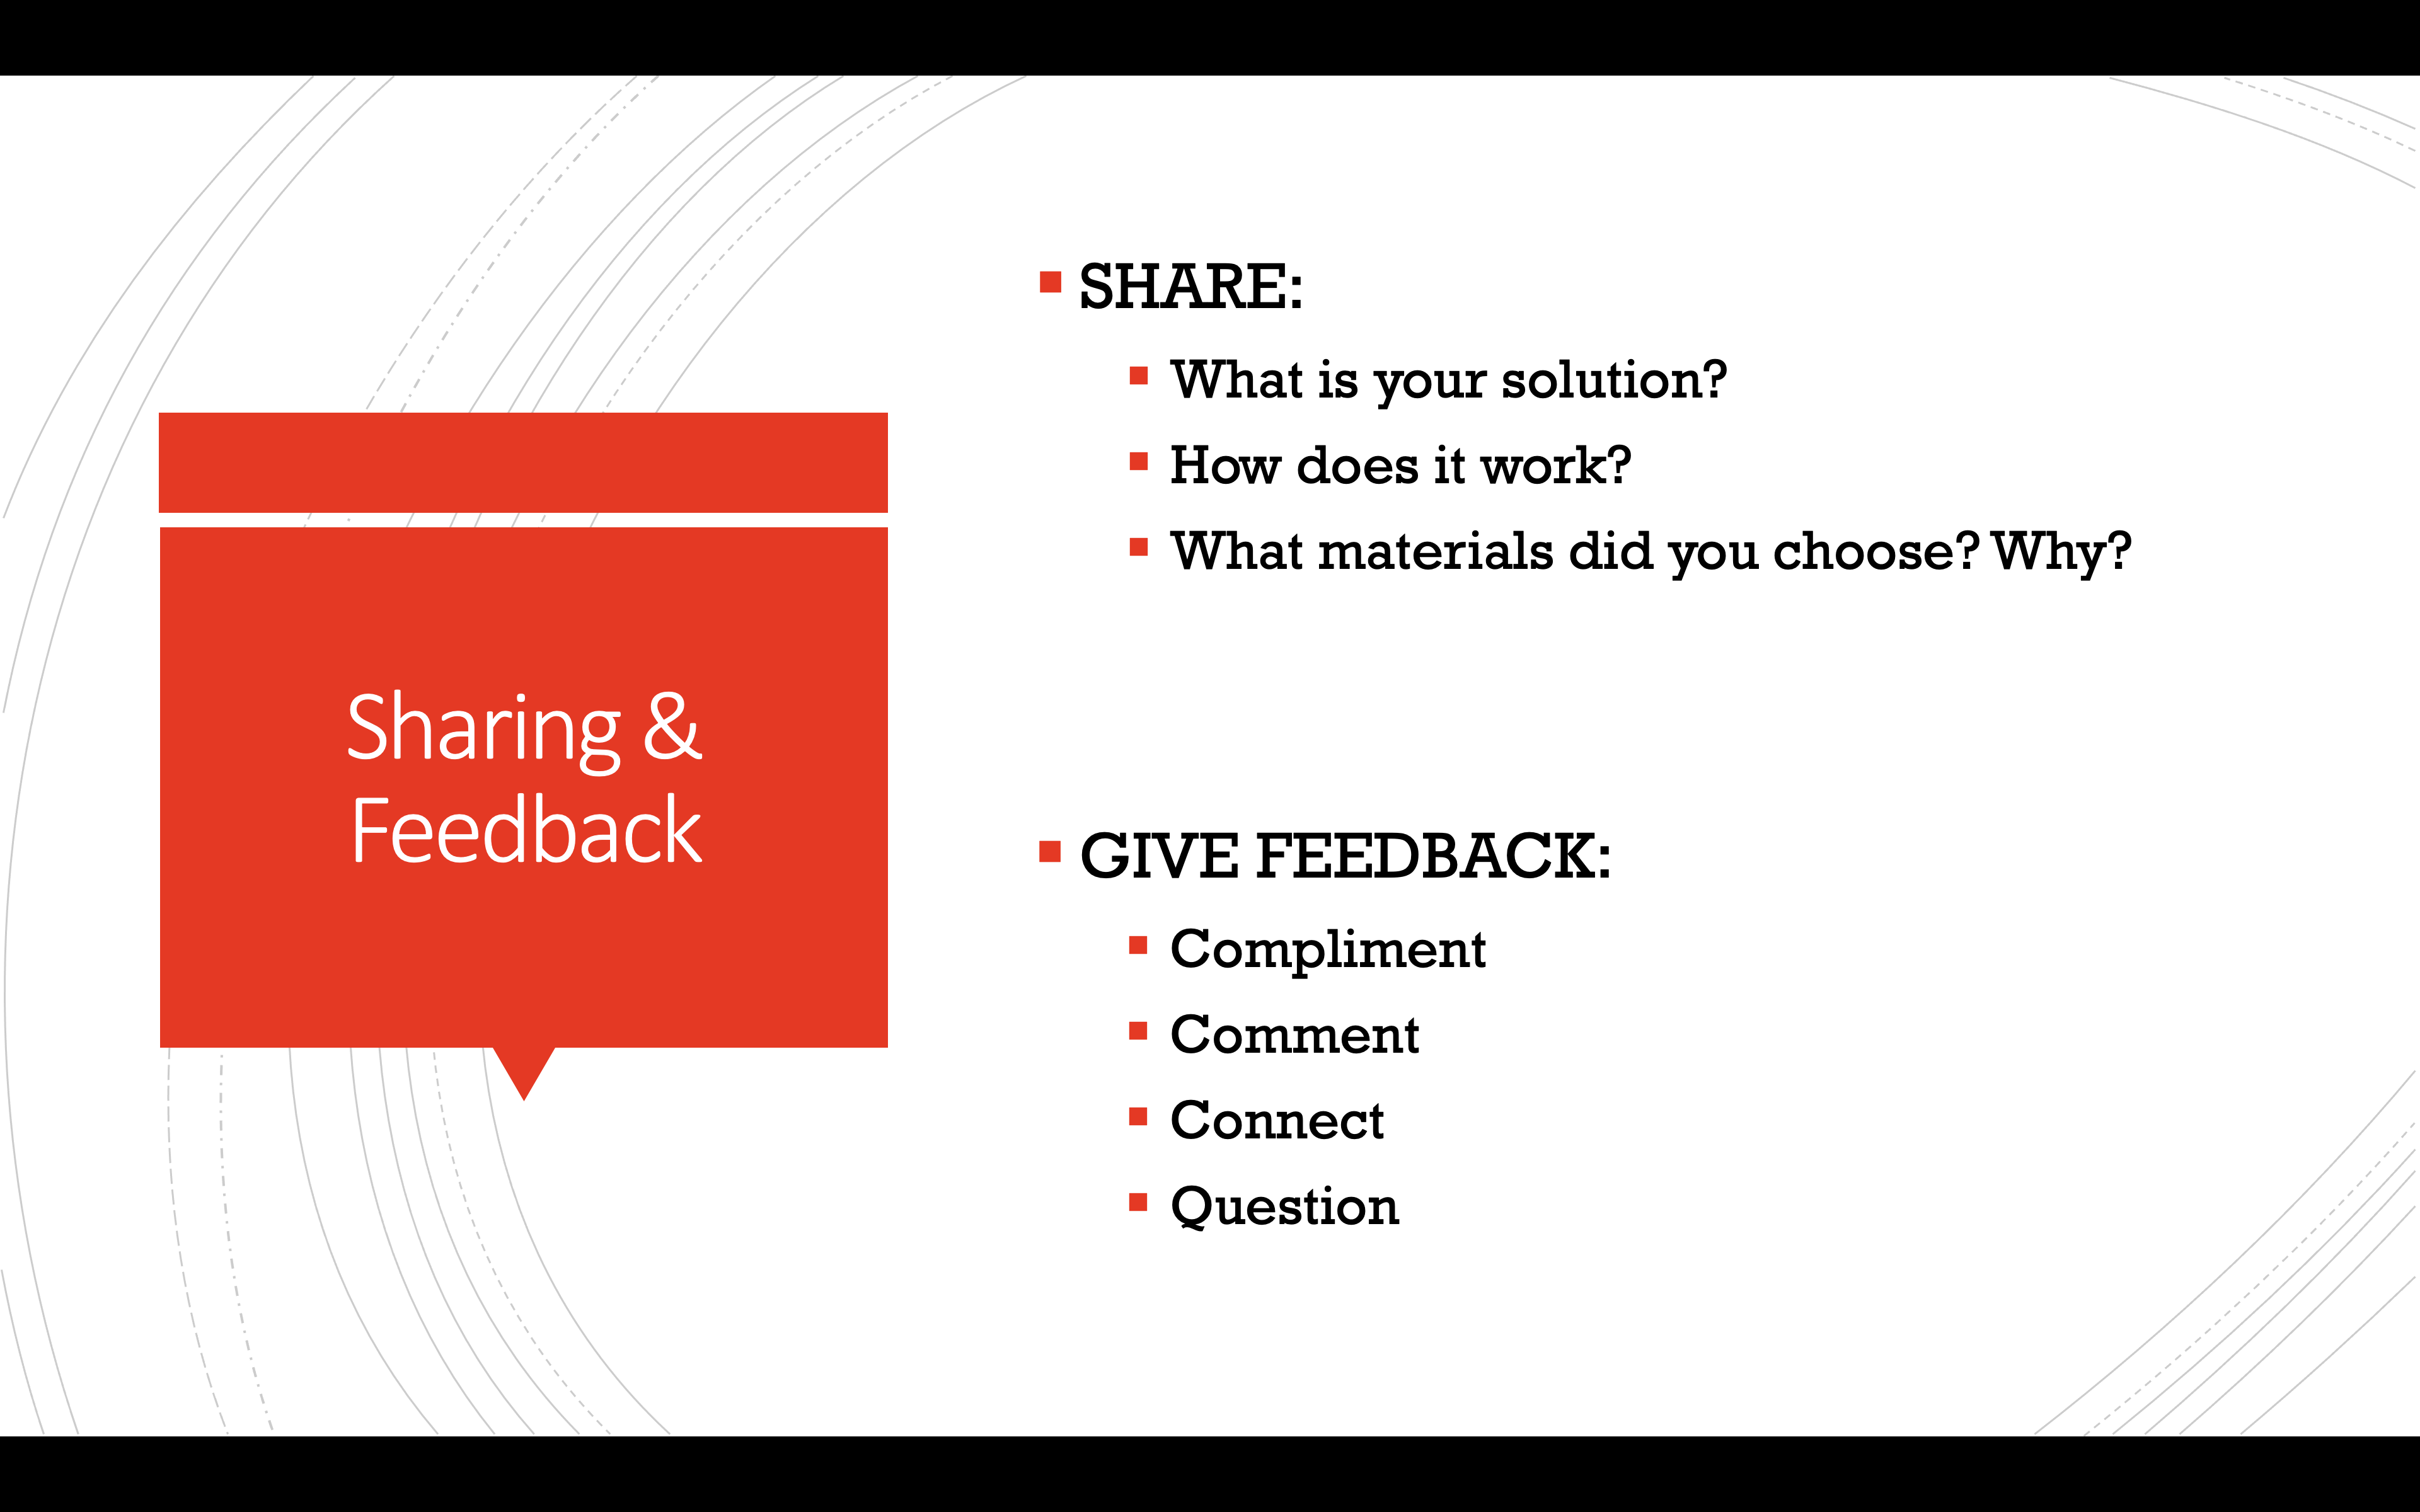 Sharing &
Feedback
SHARE:
What is your solution?
How does it work?
What materials did you choose? Why?
GIVE FEEDBACK:
Compliment
Comment
Connect
Question